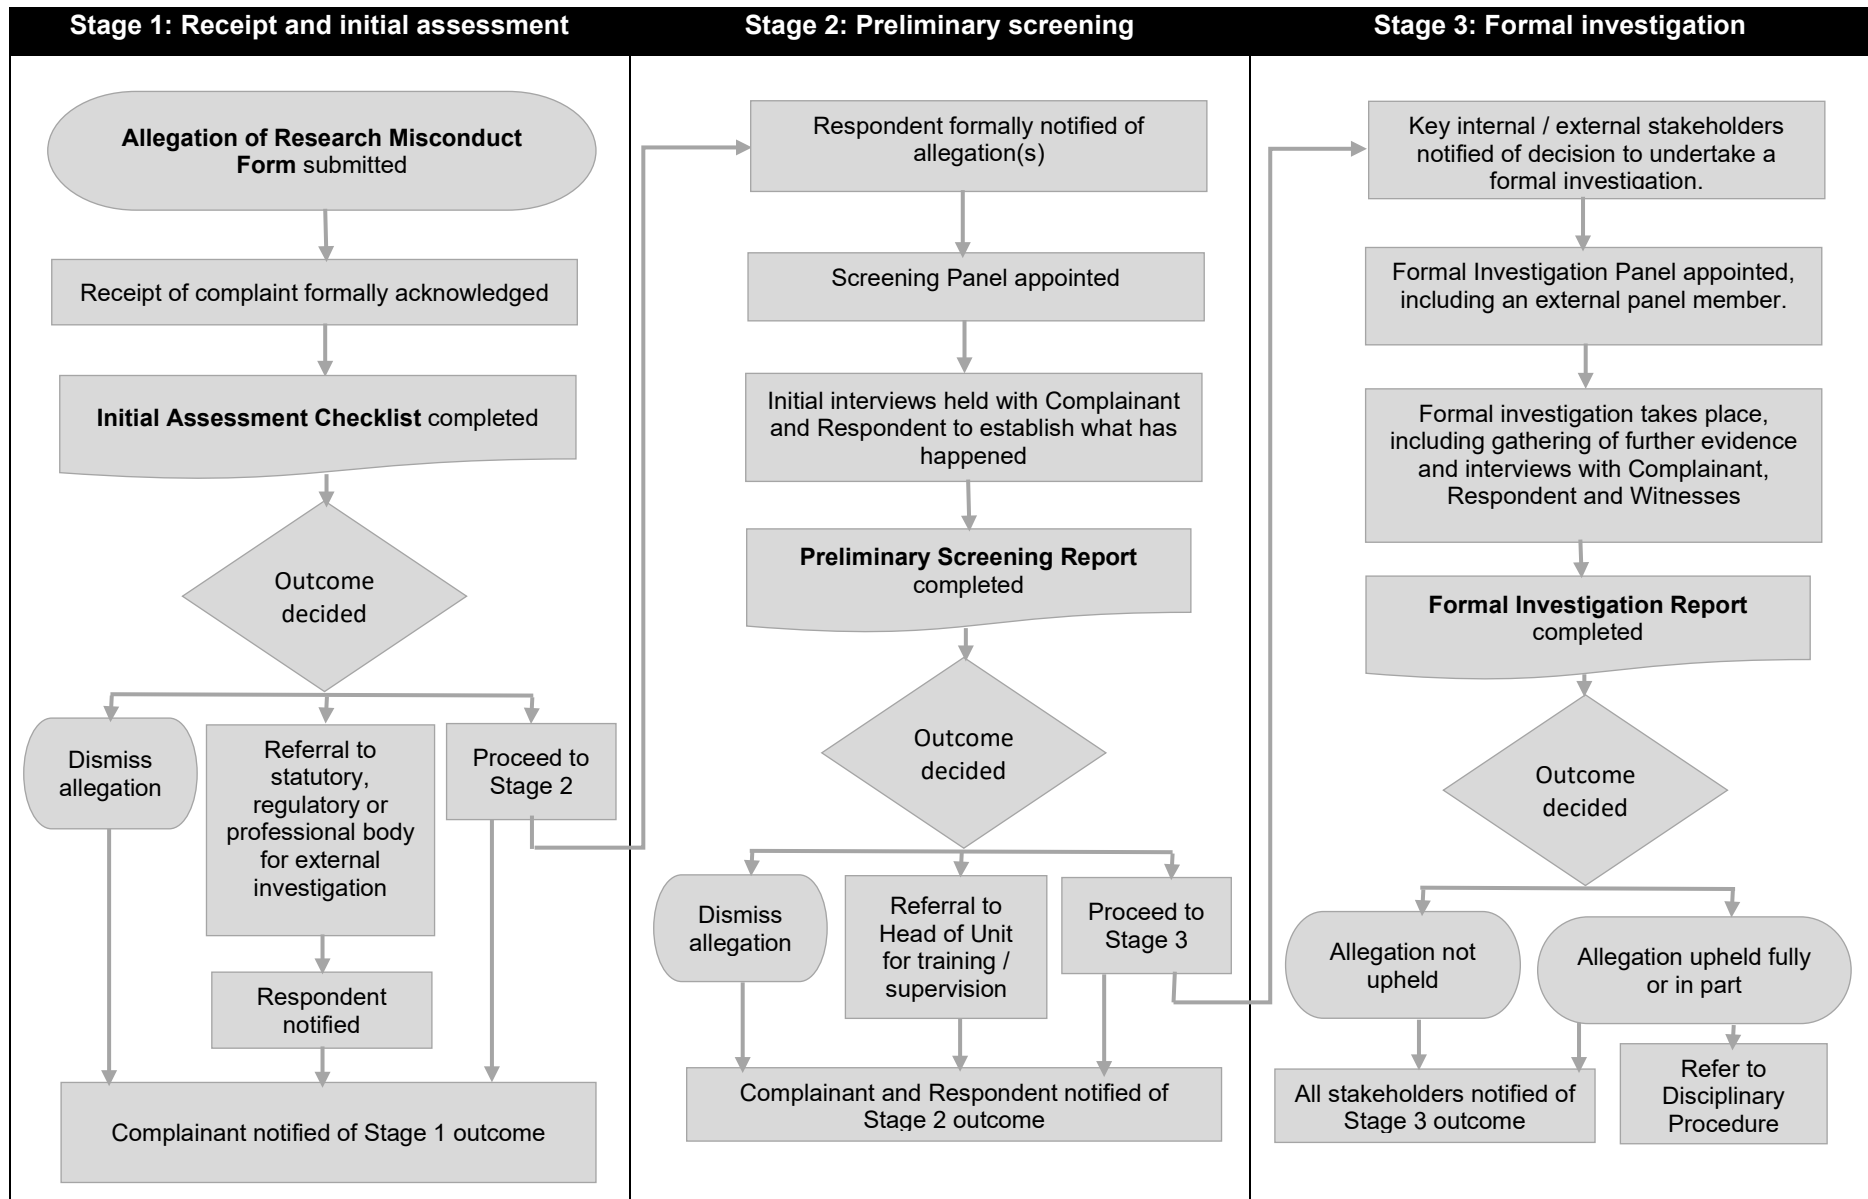 Stage 1: Receipt and initial assessment
Allegation of Research Misconduct
Form submitted
Receipt of complaint formally acknowledged
Initial Assessment Checklist completed
Outcome
decided
Dismiss
allegation
Referral to
statutory,
regulatory or
professional body
for external
investigation
Proceed to
Stage 2
Respondent
notified
Complainant notified of Stage 1 outcome
Stage 2: Preliminary screening
Respondent formally notified of
allegation(s)
Screening Panel appointed
Initial interviews held with Complainant
and Respondent to establish what has
happened
Preliminary Screening Report
completed
Outcome
decided
Dismiss
allegation
Referral to
Head of Unit
for training /
supervision
Proceed to
Stage 3
Complainant and Respondent notified of
Stage 2 outcome
Stage 3: Formal investigation
Key internal / external stakeholders
notified of decision to undertake a
formal investigation.
Formal Investigation Panel appointed,
including an external panel member.
Formal investigation takes place,
including gathering of further evidence
and interviews with Complainant,
Respondent and Witnesses
Formal Investigation Report
completed
Outcome
decided
Allegation not
upheld
Allegation upheld fully
or in part
All stakeholders notified of
Stage 3 outcome
Refer to
Disciplinary
Procedure